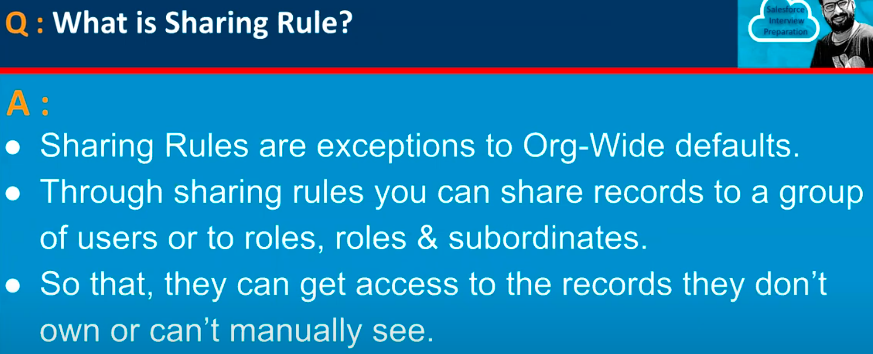 Q : What is Sharing Rule?
Salesforce
Interview
Preparation
A :
● Sharing Rules are exceptions to Org-Wide defaults.
● Through sharing rules you can share records to a group
of users or to roles, roles & subordinates.
● So that, they can get access to the records they don't
own or can't manually see.